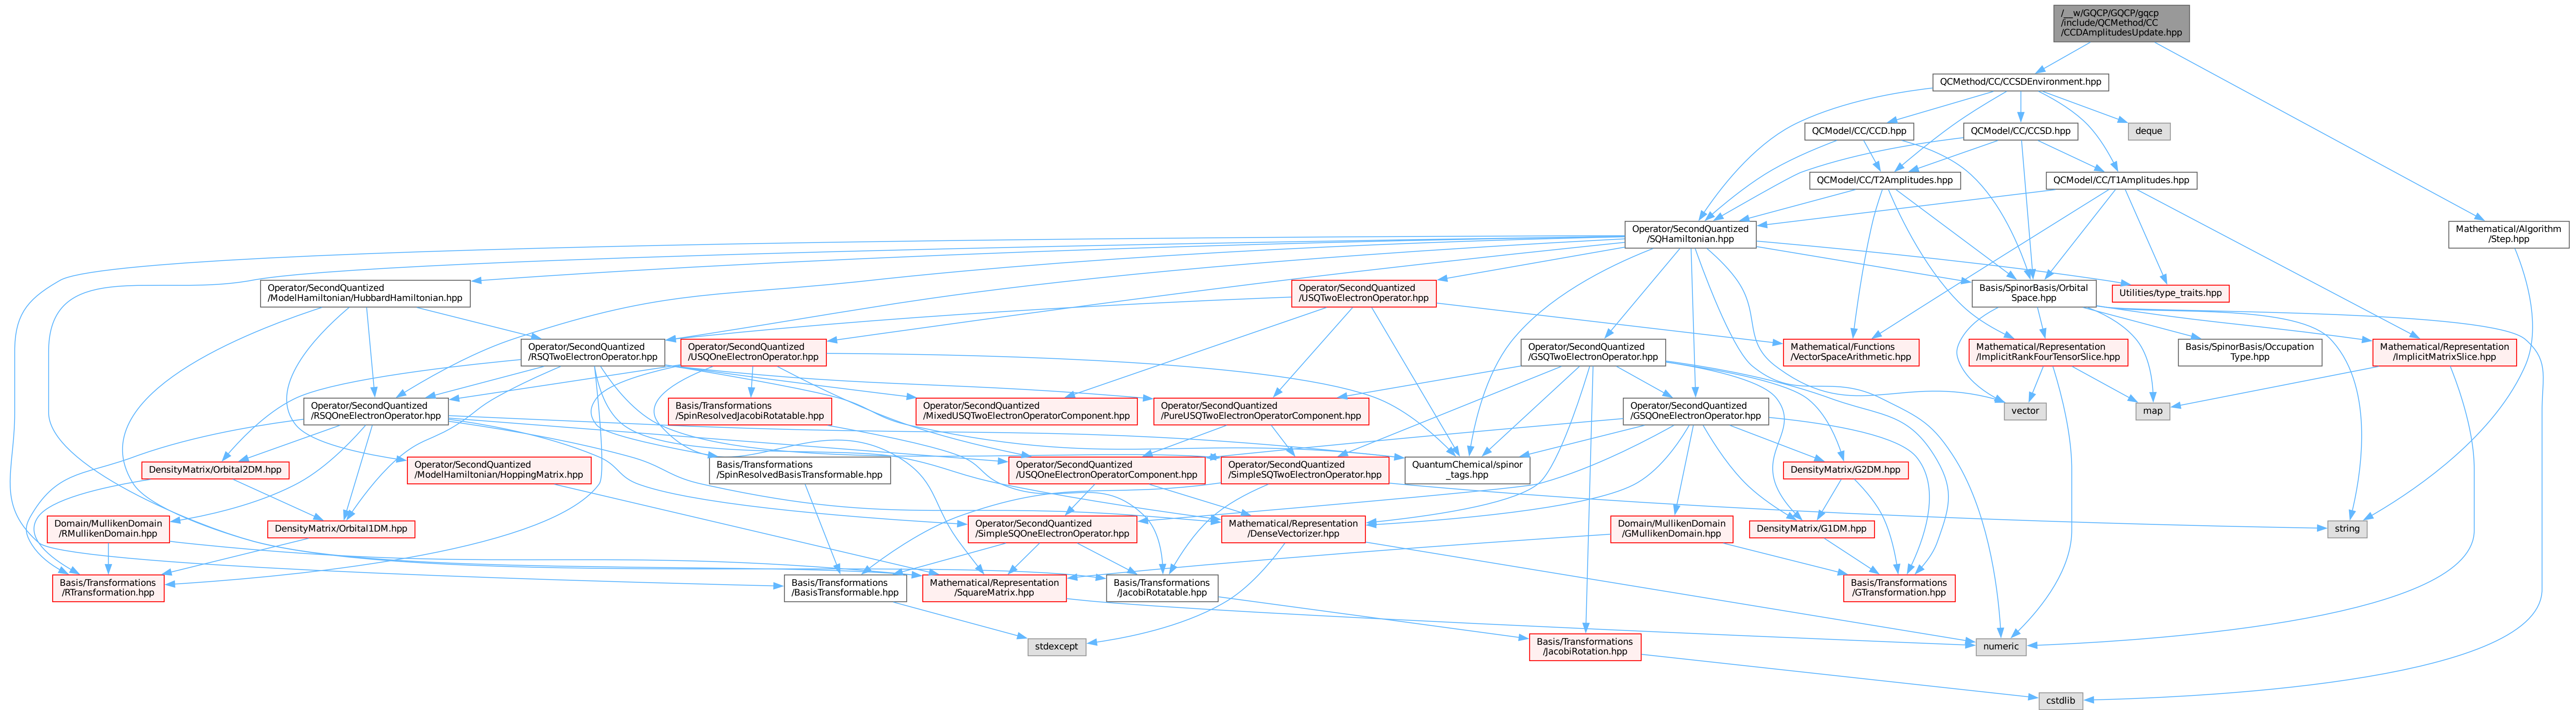 /__w/GQCP/GQCP/gqcp
/include/QCMethod/CC
/CCDAmplitudesUpdate.hpp
QCMethod/CC/CCSDEnvironment.hpp
QCModel/CC/CCD.hpp
QCModel/CC/CCSD.hpp
deque
QCModel/CC/T2Amplitudes.hpp
QCModel/CC/T1Amplitudes.hpp
Operator/SecondQuantized
/SQHamiltonian.hpp
Mathematical/Algorithm
/Step.hpp
Operator/SecondQuantized
/ModelHamiltonian/HubbardHamiltonian.hpp
Operator/SecondQuantized
/USQTwoElectronOperator.hpp
Basis/SpinorBasis/Orbital
Space.hpp
Utilities/type_traits.hpp
Operator/SecondQuantized
/RSQTwoElectronOperator.hpp
Operator/SecondQuantized
/USQOneElectronOperator.hpp
Operator/SecondQuantized
/GSQTwoElectronOperator.hpp
Mathematical/Functions
/VectorSpaceArithmetic.hpp
Mathematical/Representation
/ImplicitRankFourTensorSlice.hpp
Basis/SpinorBasis/Occupation
Type.hpp
Mathematical/Representation
/ImplicitMatrixSlice.hpp
Operator/SecondQuantized
/RSQOneElectronOperator.hpp
Basis/Transformations
/SpinResolvedJacobiRotatable.hpp
Operator/SecondQuantized
/MixedUSQTwoElectronOperatorComponent.hpp
Operator/SecondQuantized
/PureUSQTwoElectronOperatorComponent.hpp
Operator/SecondQuantized
/GSQOneElectronOperator.hpp
vector
map
DensityMatrix/Orbital2DM.hpp
Operator/SecondQuantized
/ModelHamiltonian/HoppingMatrix.hpp
Basis/Transformations
/SpinResolvedBasisTransformable.hpp
Operator/SecondQuantized
/USQOneElectronOperatorComponent.hpp
Operator/SecondQuantized
/SimpleSQTwoElectronOperator.hpp
QuantumChemical/spinor
_tags.hpp
DensityMatrix/G2DM.hpp
Domain/MullikenDomain
/RMullikenDomain.hpp
DensityMatrix/Orbital1DM.hpp
Operator/SecondQuantized
/SimpleSQOneElectronOperator.hpp
Mathematical/Representation
/DenseVectorizer.hpp
Domain/MullikenDomain
/GMullikenDomain.hpp
DensityMatrix/G1DM.hpp
string
Basis/Transformations
/RTransformation.hpp
Basis/Transformations
/BasisTransformable.hpp
Mathematical/Representation
/SquareMatrix.hpp
Basis/Transformations
/JacobiRotatable.hpp
Basis/Transformations
/GTransformation.hpp
stdexcept
Basis/Transformations
/JacobiRotation.hpp
numeric
cstdlib